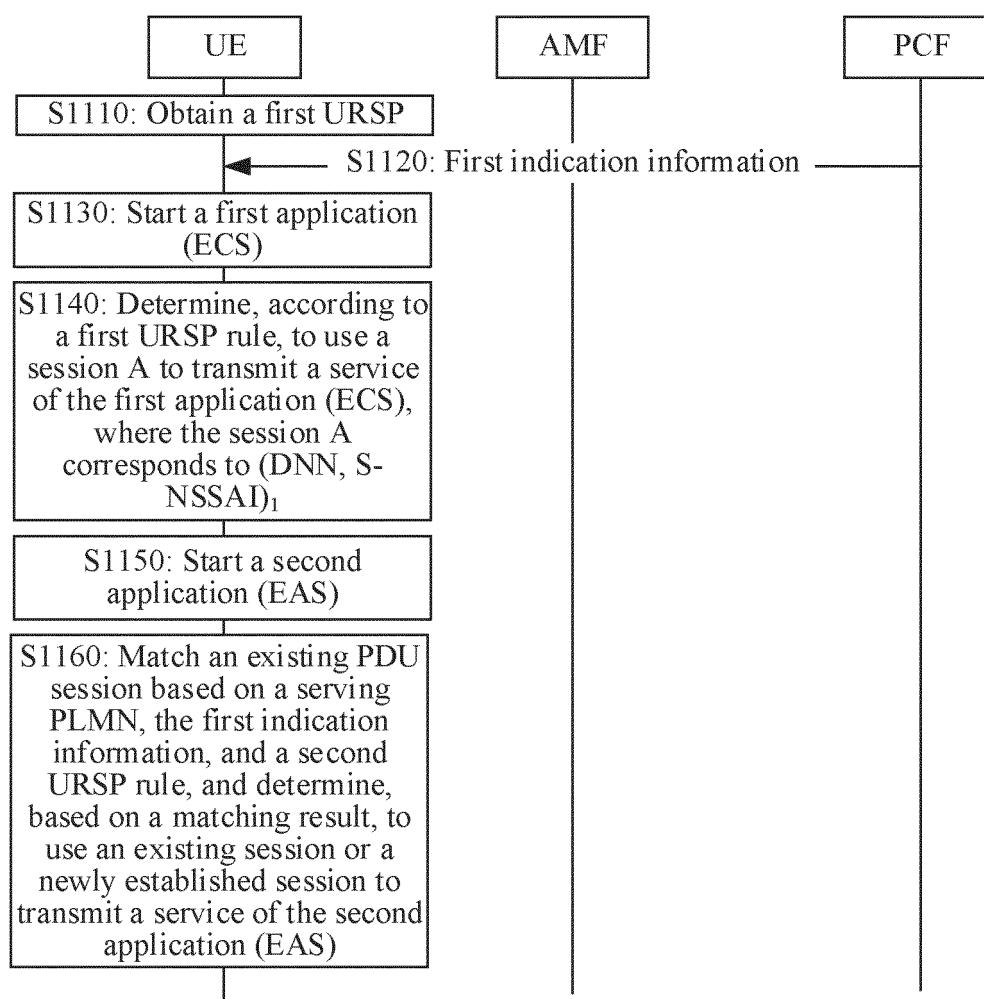 UE
AMF
PCF
S1110: Obtain a first URSP
S1120: First indication information
S1130: Start a first application
(ECS)
S1140: Determine, according to
a first URSP rule, to use a
session A to transmit a service
of the first application (ECS),
where the session A
corresponds to (DNN, S-
NSSAI)₁
S1150: Start a second
application (EAS)
S1160: Match an existing PDU
session based on a serving
PLMN, the first indication
information, and a second
URSP rule, and determine,
based on a matching result, to
use an existing session or a
newly established session to
transmit a service of the second
application (EAS)